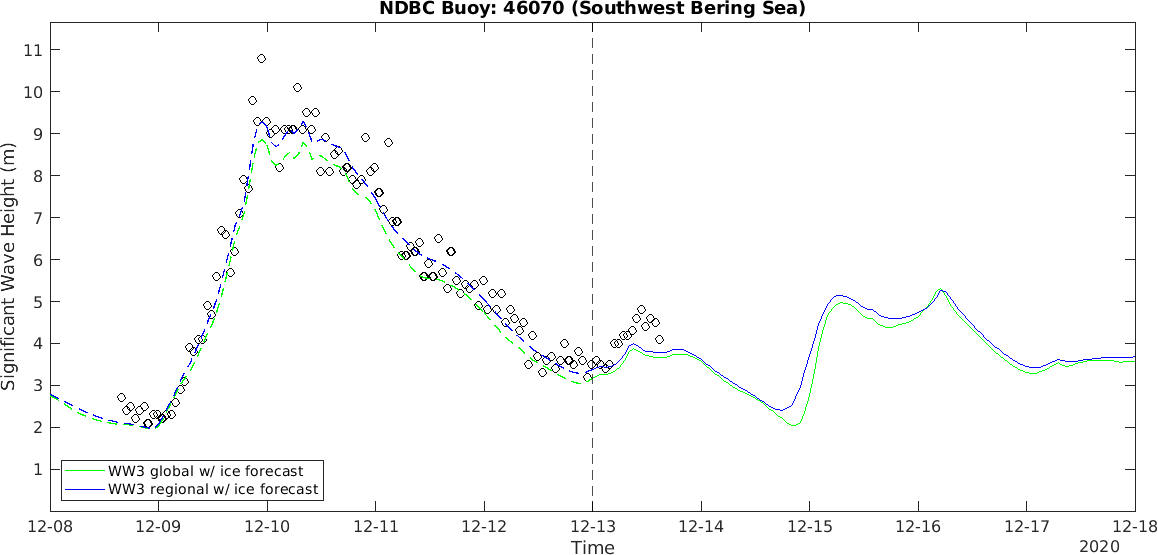 NDBC Buoy: 46070 (Southwest Bering Sea)
Significant Wave Height (m)
11
10
9
8
7
6
5
4
3
2
1
WW3 global w/ ice forecast
WW3 regional w/ ice forecast
12-08 12-09 12-10 12-11 12-12 12-13 12-14 12-15 12-16 12-17 12-18
Time
2020